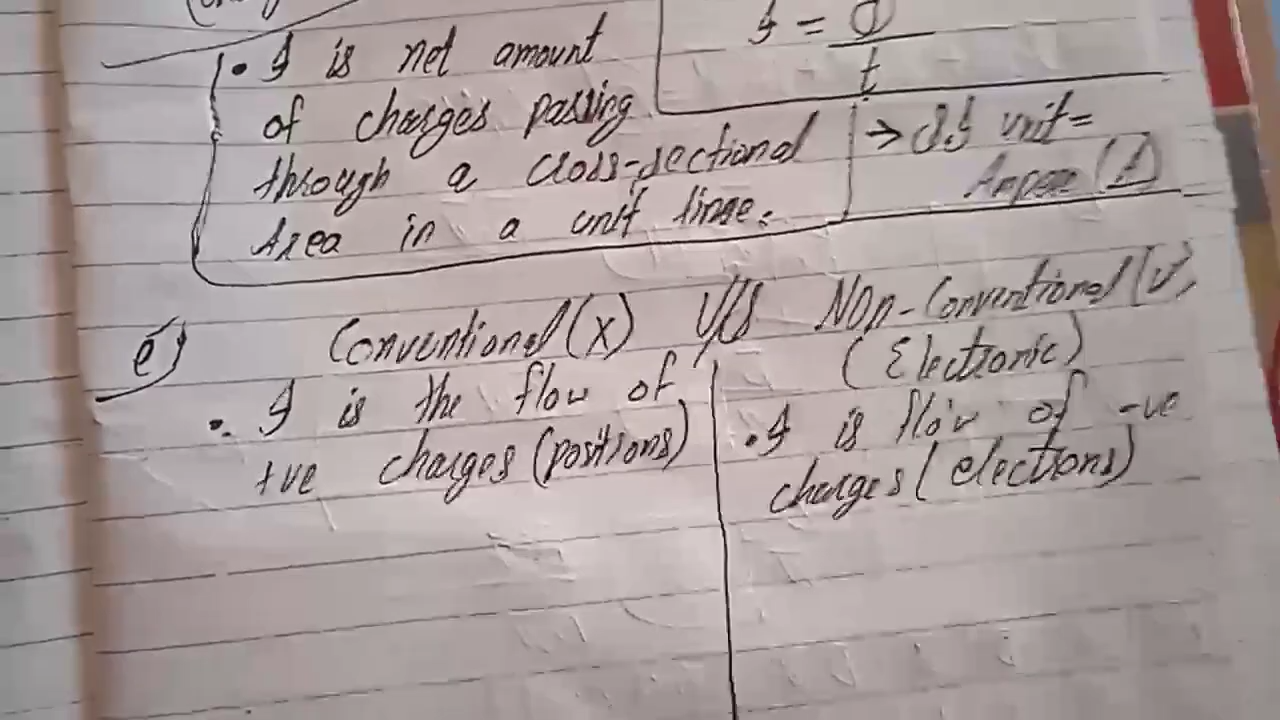 • I is net amount
of charges passing
through a cross-sectional
Area in a unit time.
I = Q
t
→ SI unit =
Ampere (A)
e) Conventional (x) V/S Non-Conventional (v)
(Electronic)
• I is the flow of
+ve charges (positions)
• I is flow of -ve
charges (electrons)